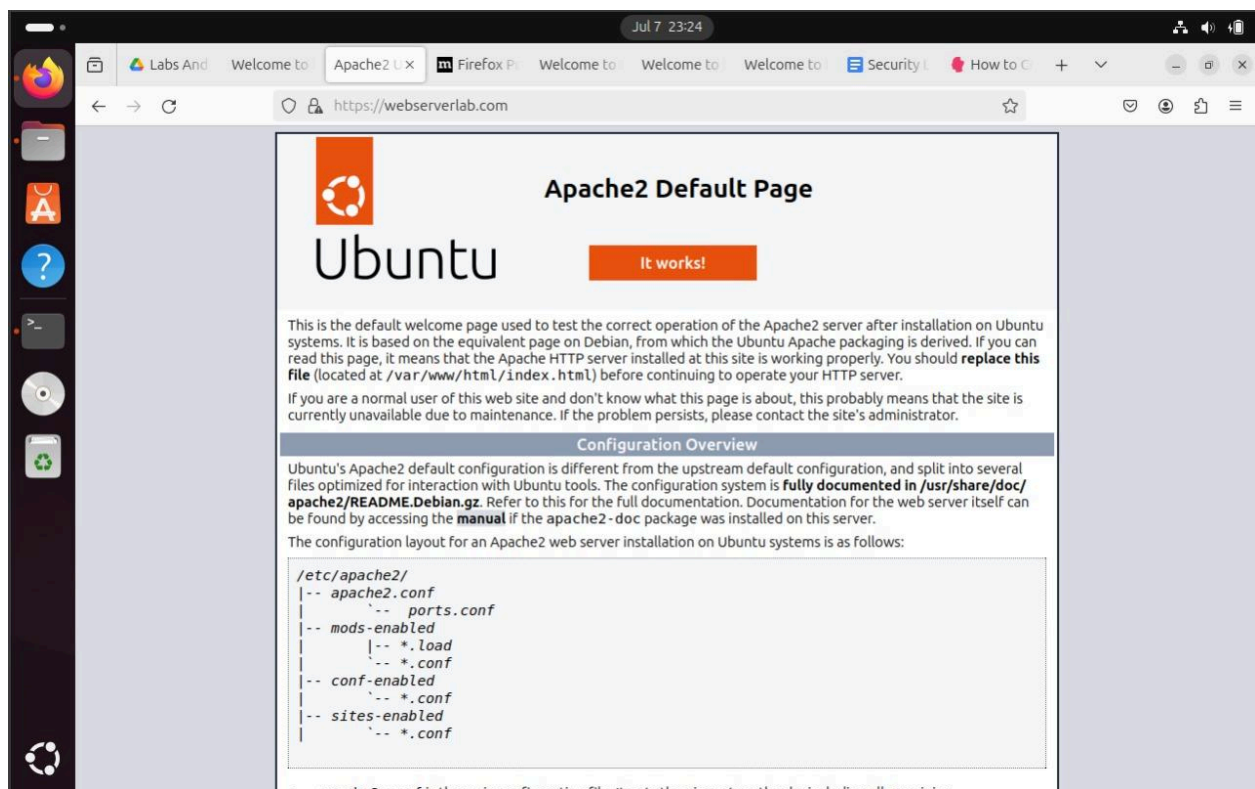 Jul 7 23:24
Labs And
Welcome to
Apache2 U
Firefox P
Welcome to
Welcome to
Welcome to
Security L
How to C
https://webserverlab.com
Apache2 Default Page
Ubuntu
It works!
This is the default welcome page used to test the correct operation of the Apache2 server after installation on Ubuntu
systems. It is based on the equivalent page on Debian, from which the Ubuntu Apache packaging is derived. If you can
read this page, it means that the Apache HTTP server installed at this site is working properly. You should replace this
file (located at /var/www/html/index.html) before continuing to operate your HTTP server.
If you are a normal user of this web site and don't know what this page is about, this probably means that the site is
currently unavailable due to maintenance. If the problem persists, please contact the site's administrator.
Configuration Overview
Ubuntu's Apache2 default configuration is different from the upstream default configuration, and split into several
files optimized for interaction with Ubuntu tools. The configuration system is fully documented in /usr/share/doc/
apache2/README.Debian.gz. Refer to this for the full documentation. Documentation for the web server itself can
be found by accessing the manual if the apache2-doc package was installed on this server.
The configuration layout for an Apache2 web server installation on Ubuntu systems is as follows:
/etc/apache2/
|-- apache2.conf
|       `--  ports.conf
|-- mods-enabled
|       |-- *.load
|       `-- *.conf
|-- conf-enabled
|       `-- *.conf
|-- sites-enabled
|       `-- *.conf